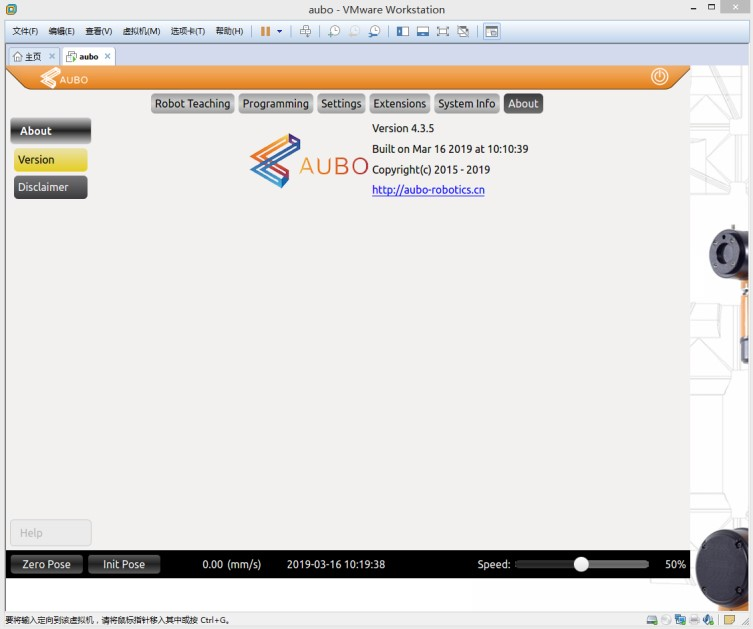 aubo - VMware Workstation
文件(F) 编辑(E) 查看(V) 虚拟机(M) 选项卡(T) 帮助(H)
主页 aubo
AUBO
Robot Teaching Programming Settings Extensions System Info About
About
Version
Disclaimer
AUBO
Version 4.3.5
Built on Mar 16 2019 at 10:10:39
Copyright(c) 2015 - 2019
http://aubo-robotics.cn
Help
Zero Pose Init Pose 0.00 (mm/s) 2019-03-16 10:19:38 Speed: 50%
要将输入定向到该虚拟机，请将鼠标指针移入其中或按 Ctrl+G。